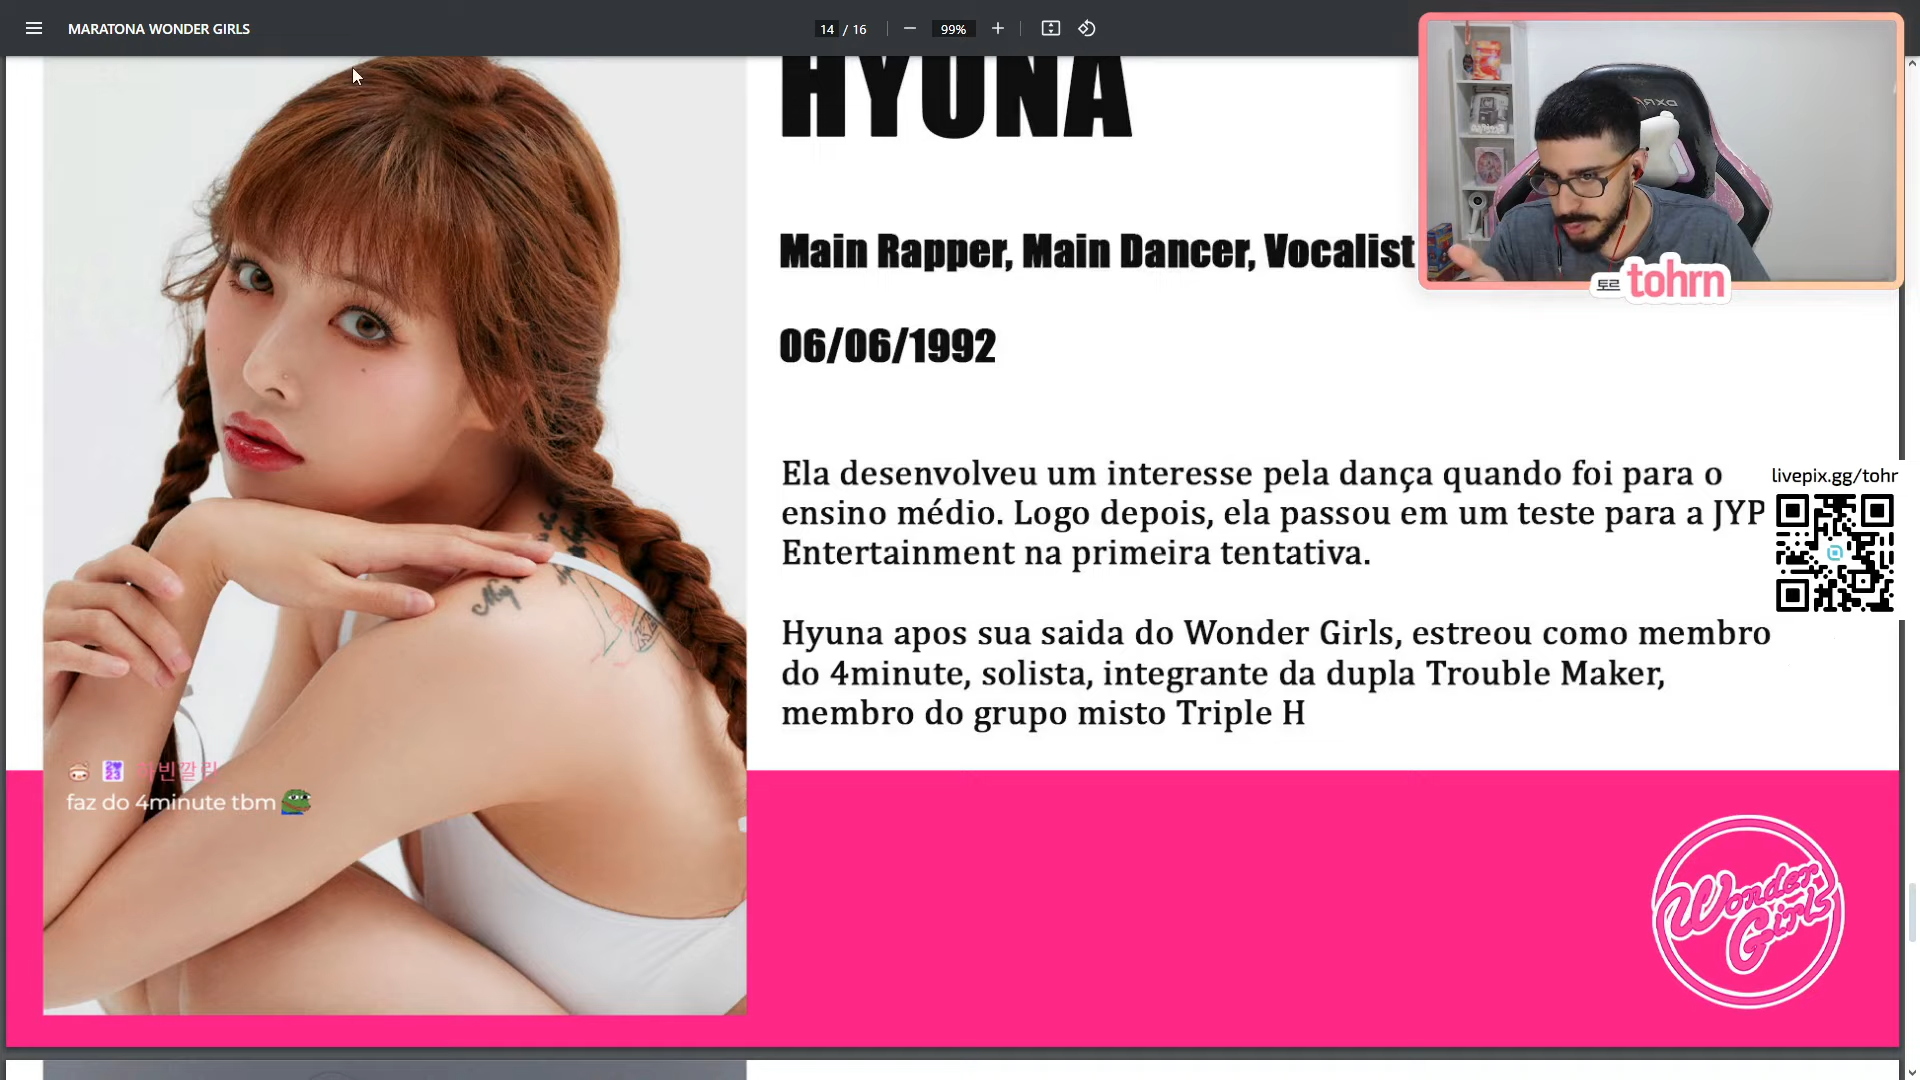 MARATONA WONDER GIRLS
14 / 16
99%
HYUNA
Main Rapper, Main Dancer, Vocalist
토르 tohrn
06/06/1992
livepix.gg/tohr
Ela desenvolveu um interesse pela dança quando foi para o
ensino médio. Logo depois, ela passou em um teste para a JYP
Entertainment na primeira tentativa.
Hyuna apos sua saida do Wonder Girls, estreou como membro
do 4minute, solista, integrante da dupla Trouble Maker,
membro do grupo misto Triple H
faz do 4minute tbm
Wonder
Girls